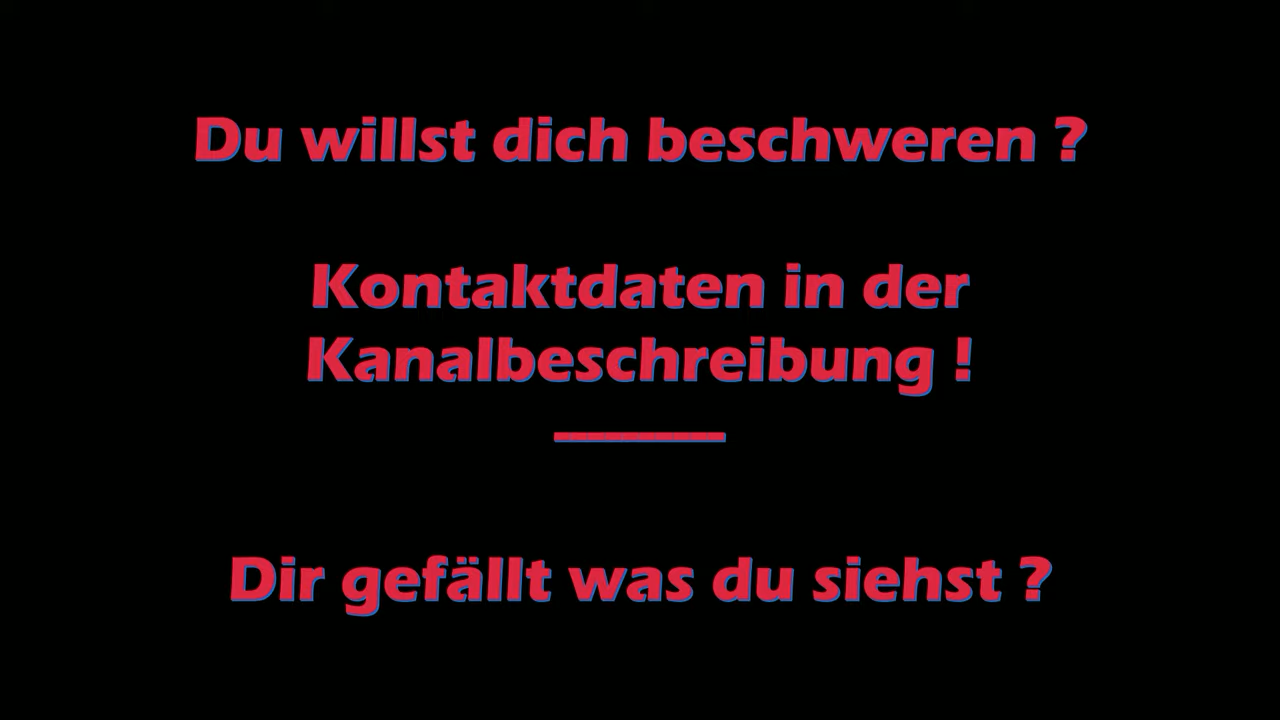 Du willst dich beschweren ?
Kontaktdaten in der
Kanalbeschreibung !
Dir gefällt was du siehst ?